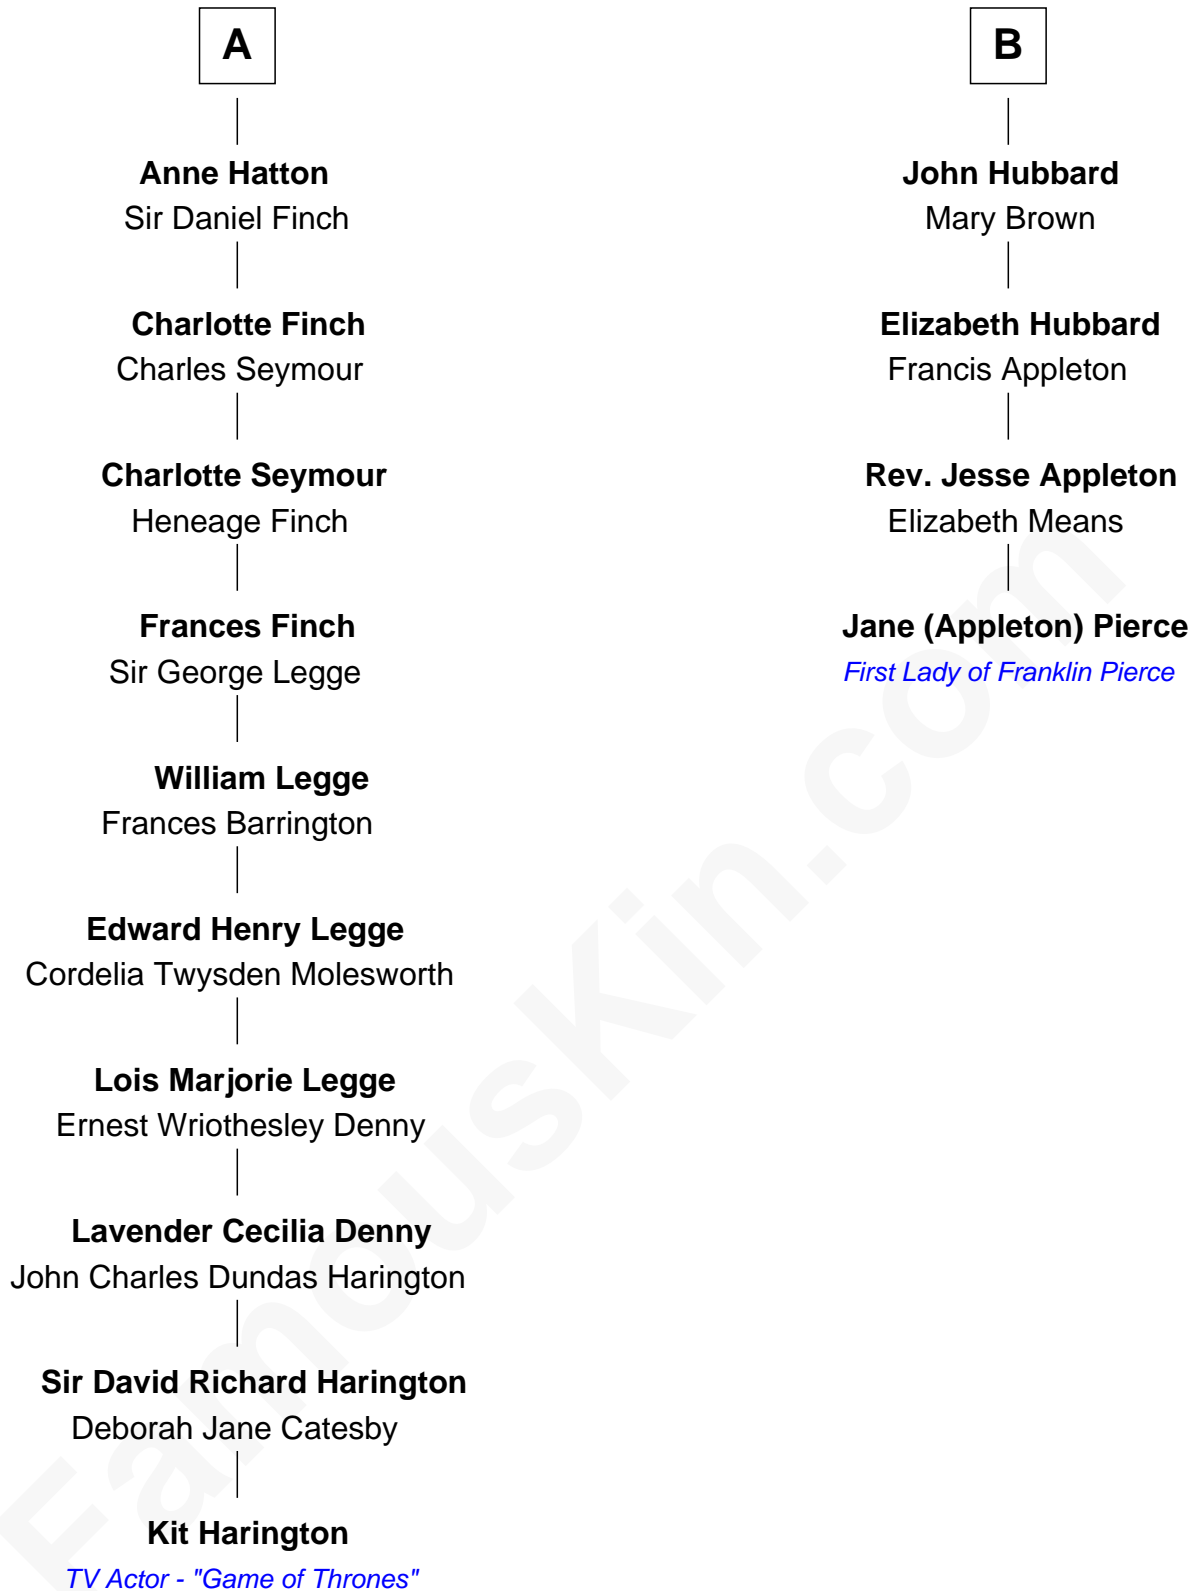 A
Anne Hatton
Sir Daniel Finch
Charlotte Finch
Charles Seymour
Charlotte Seymour
Heneage Finch
Frances Finch
Sir George Legge
William Legge
Frances Barrington
Edward Henry Legge
Cordelia Twysden Molesworth
Lois Marjorie Legge
Ernest Wriothesley Denny
Lavender Cecilia Denny
John Charles Dundas Harington
Sir David Richard Harington
Deborah Jane Catesby
Kit Harington
TV Actor - "Game of Thrones"
B
John Hubbard
Mary Brown
Elizabeth Hubbard
Francis Appleton
Rev. Jesse Appleton
Elizabeth Means
Jane (Appleton) Pierce
First Lady of Franklin Pierce
FamousKin.com